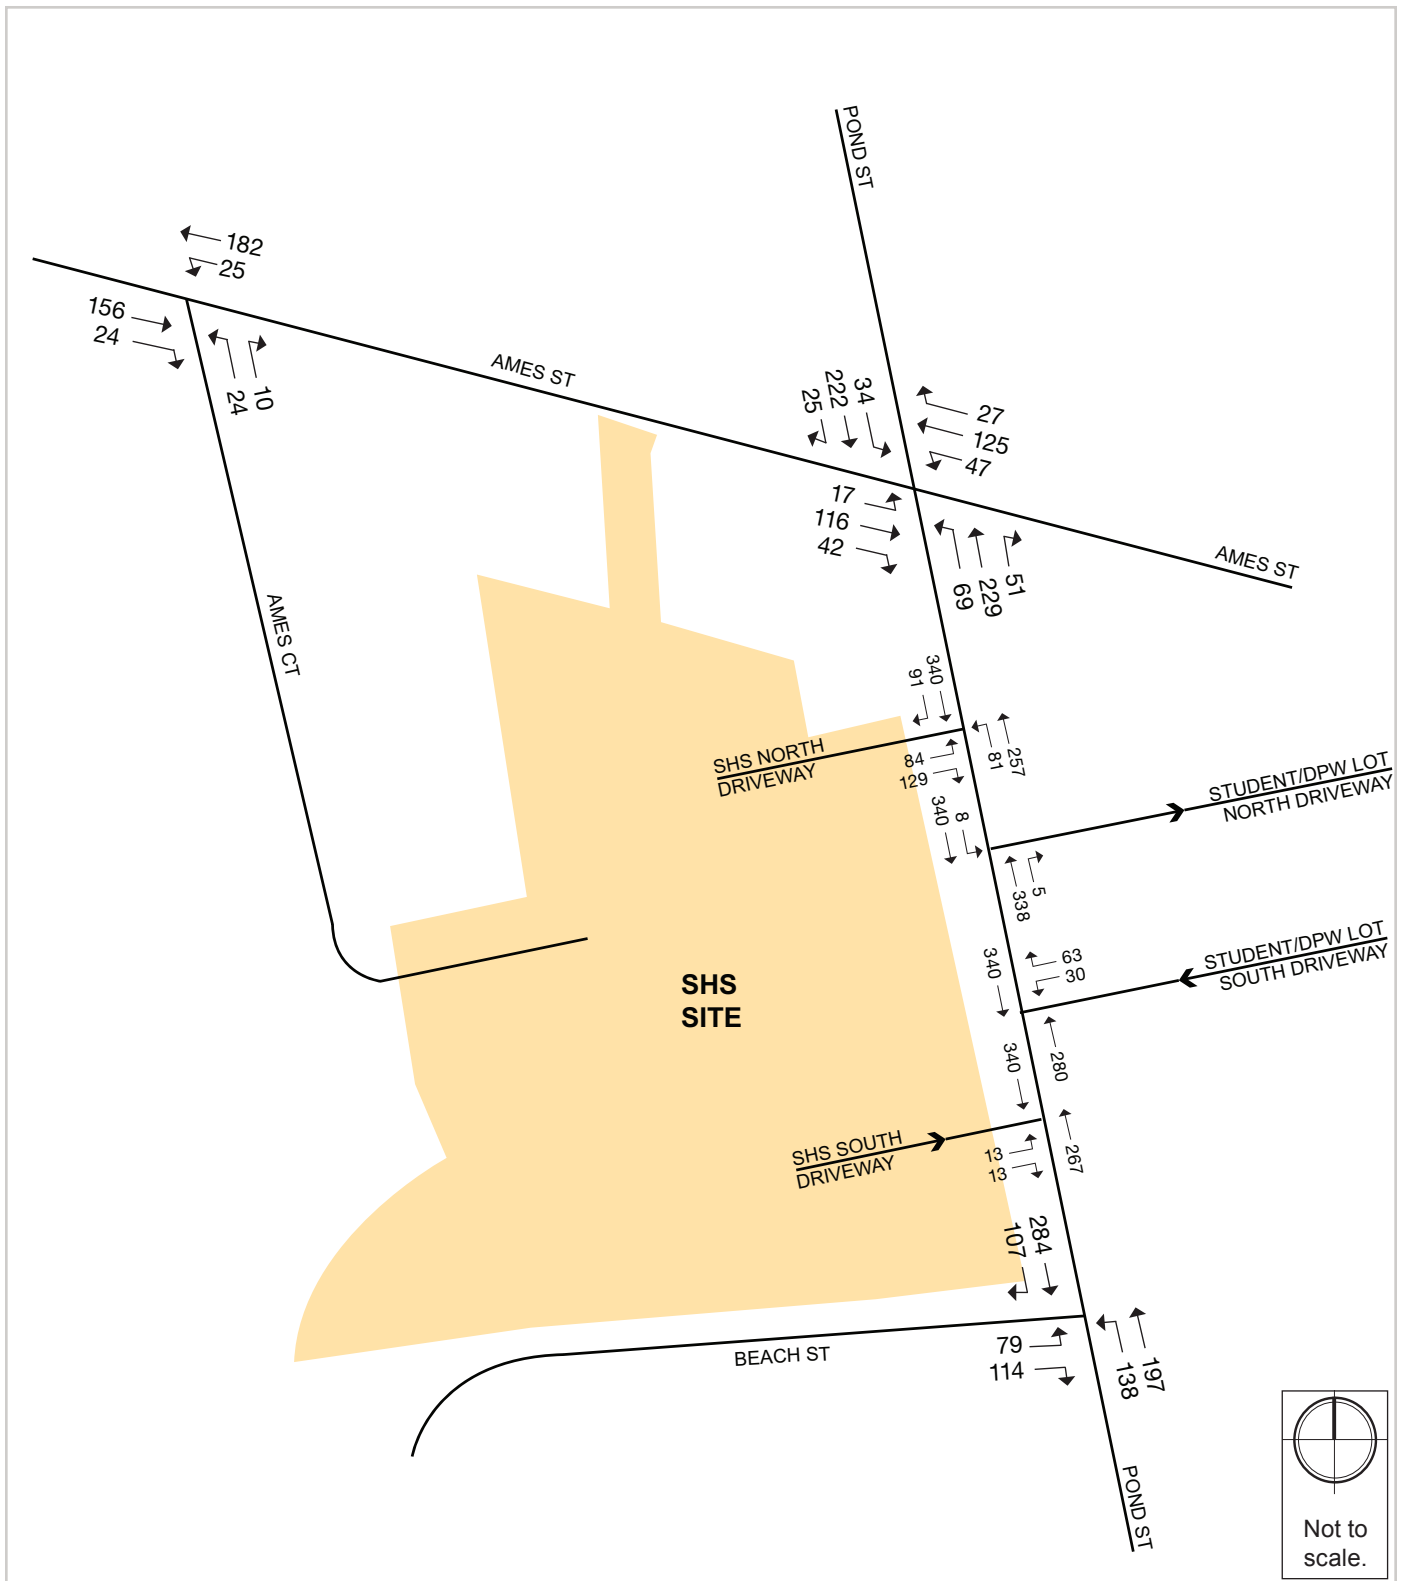 POND ST
182
25
156
24
24
10
AMES ST
25
222
34
27
125
47
17
116
42
69
229
51
AMES ST
AMES CT
91
340
SHS NORTH
DRIVEWAY
84
129
81
257
STUDENT/DPW LOT
NORTH DRIVEWAY
340
8
338
5
STUDENT/DPW LOT
SOUTH DRIVEWAY
340
63
30
SHS
SITE
340
280
SHS SOUTH
DRIVEWAY
13
13
267
107
284
BEACH ST
79
114
138
197
POND ST
Not to
scale.